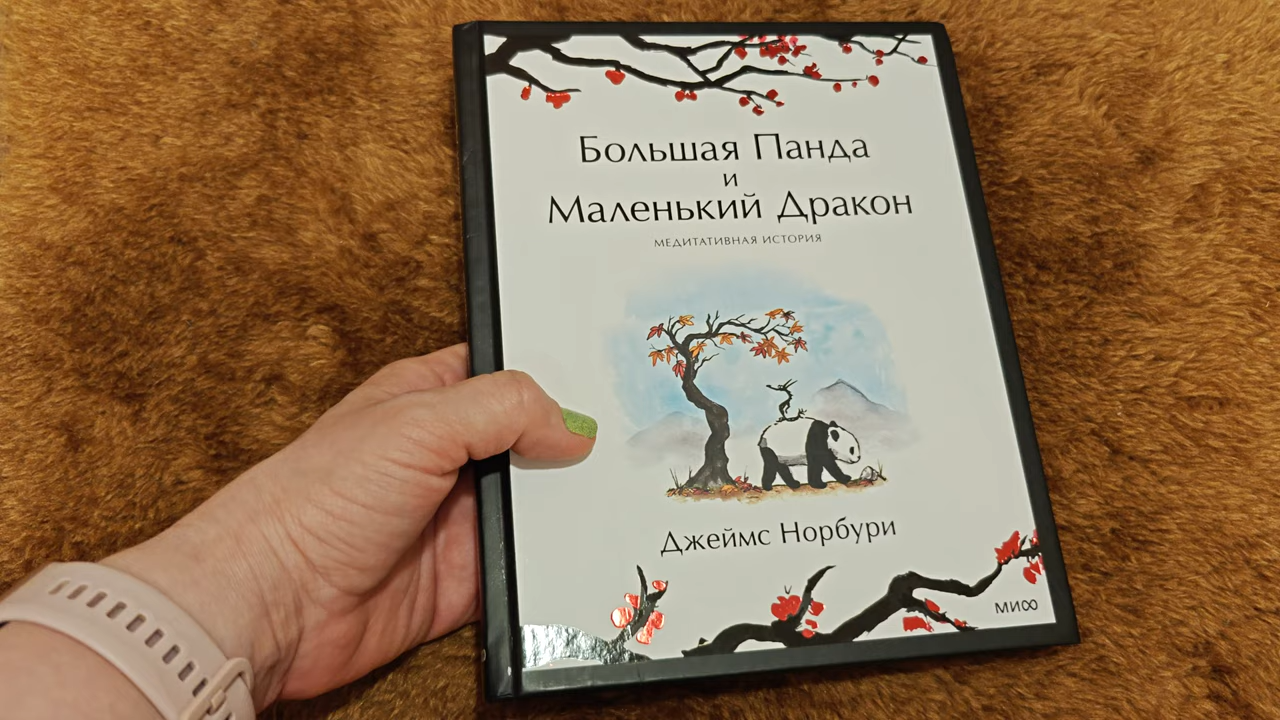 Большая Панда
и
Маленький Дракон
МЕДИТАТИВНАЯ ИСТОРИЯ
Джеймс Норбури
МИФ